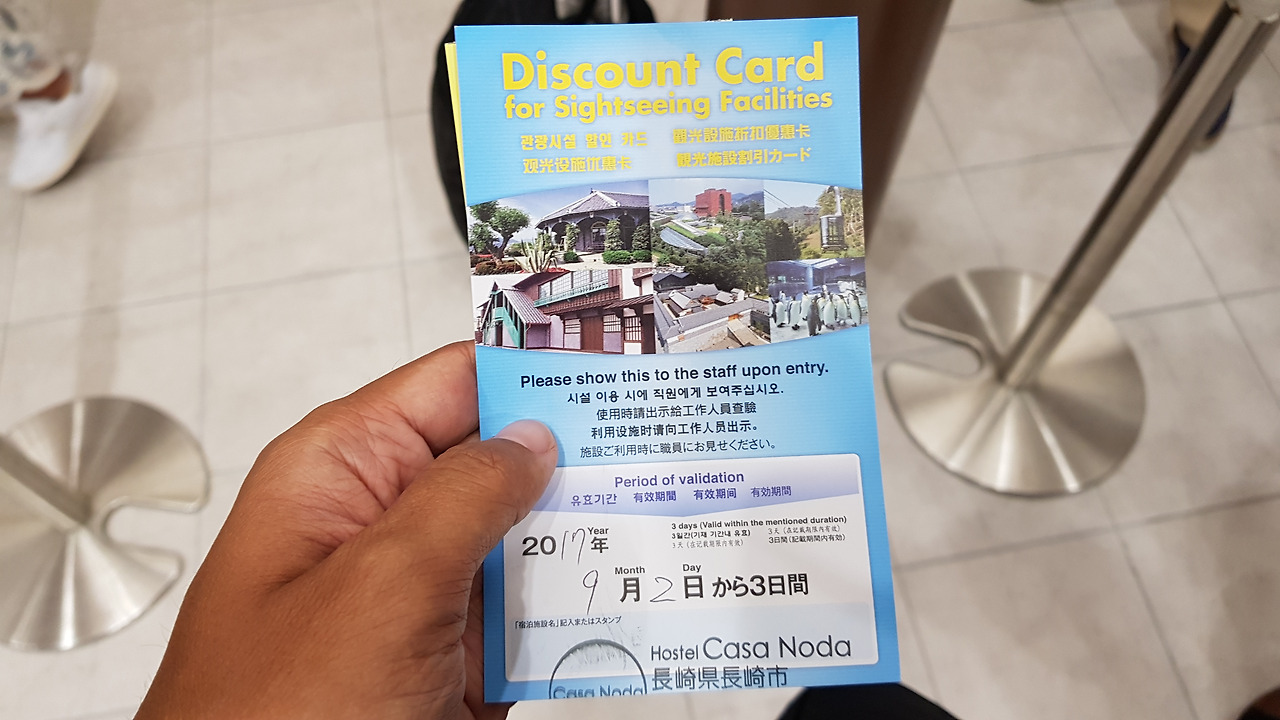 Discount Card
for Sightseeing Facilities
관광시설 할인 카드 觀光設施折扣優惠卡
观光设施优惠卡 観光施設割引カード
Please show this to the staff upon entry.
시설 이용 시에 직원에게 보여주십시오.
使用時請出示給工作人員查驗
利用设施时请向工作人员出示。
施設ご利用時に職員にお見せください。
Period of validation
유효기간 有效期間 有效期间 有効期間
2017 Year 年
3 days (Valid within the mentioned duration)
3일간(기재 기간내 유효) 3天（在記載期限內有效）
3天（在记载期限内有效） 3日間（記載期間内有効）
Month Day
9月2日から3日間
「宿泊施設名」記入またはスタンプ
Hostel Casa Noda
Casa Noda
長崎県長崎市